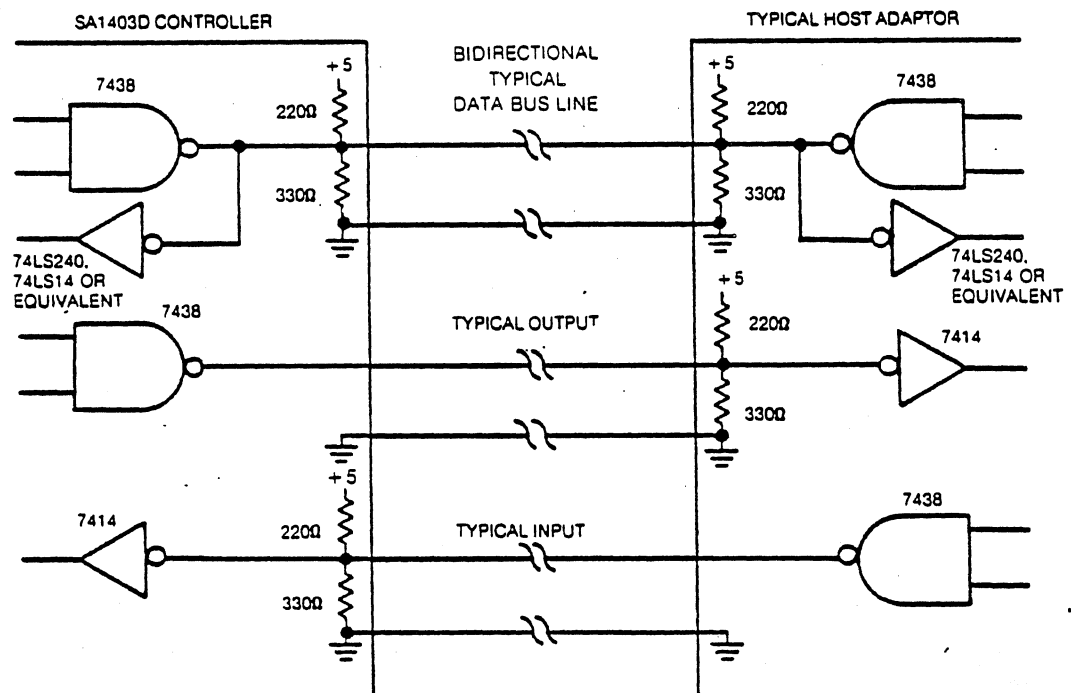 SA1403D CONTROLLER
TYPICAL HOST ADAPTOR
BIDIRECTIONAL
TYPICAL
DATA BUS LINE
7438
+5
220Ω
330Ω
+5
220Ω
330Ω
7438
74LS240,
74LS14 OR
EQUIVALENT
74LS240,
74LS14 OR
EQUIVALENT
7438
TYPICAL OUTPUT
+5
220Ω
330Ω
7414
7414
+5
220Ω
330Ω
TYPICAL INPUT
7438